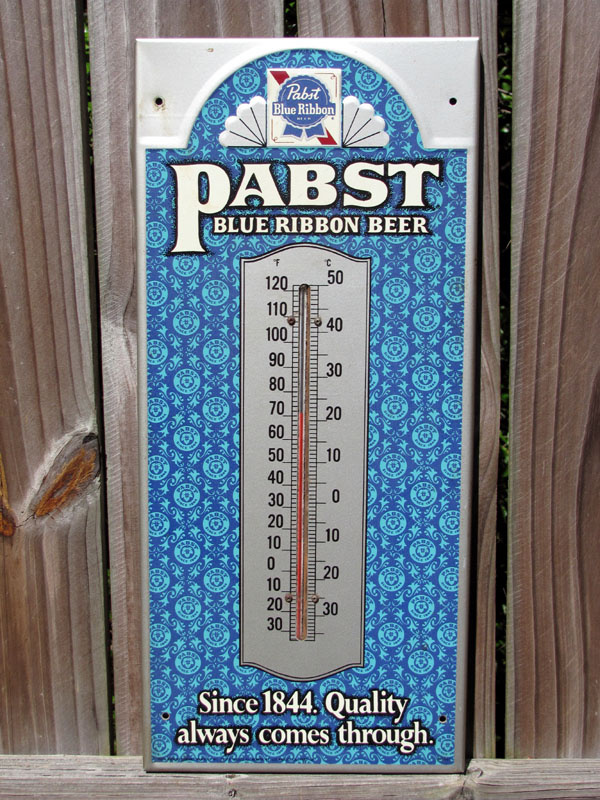 Pabst
Blue Ribbon
BEER
PABST
BLUE RIBBON BEER
°F °C
120 50
110
100 40
90
80 30
70 20
60
50 10
40
30 0
20
10 10
0
10 20
20 30
30
Since 1844. Quality
always comes through.